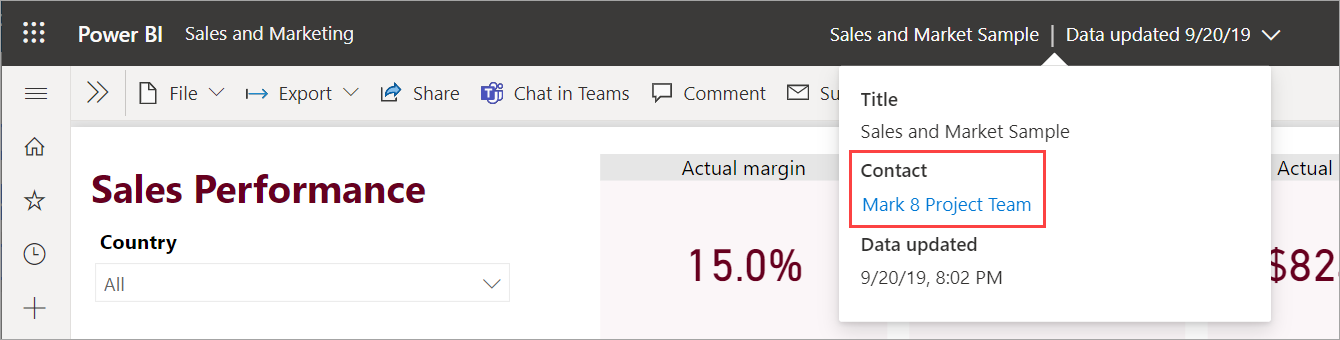 Power BI Sales and Marketing Sales and Market Sample | Data updated 9/20/19
File Export Share Chat in Teams Comment Su
Title
Sales and Market Sample
Contact
Mark 8 Project Team
Data updated
9/20/19, 8:02 PM
Sales Performance
Country
All
Actual margin
15.0%
Actual
$82